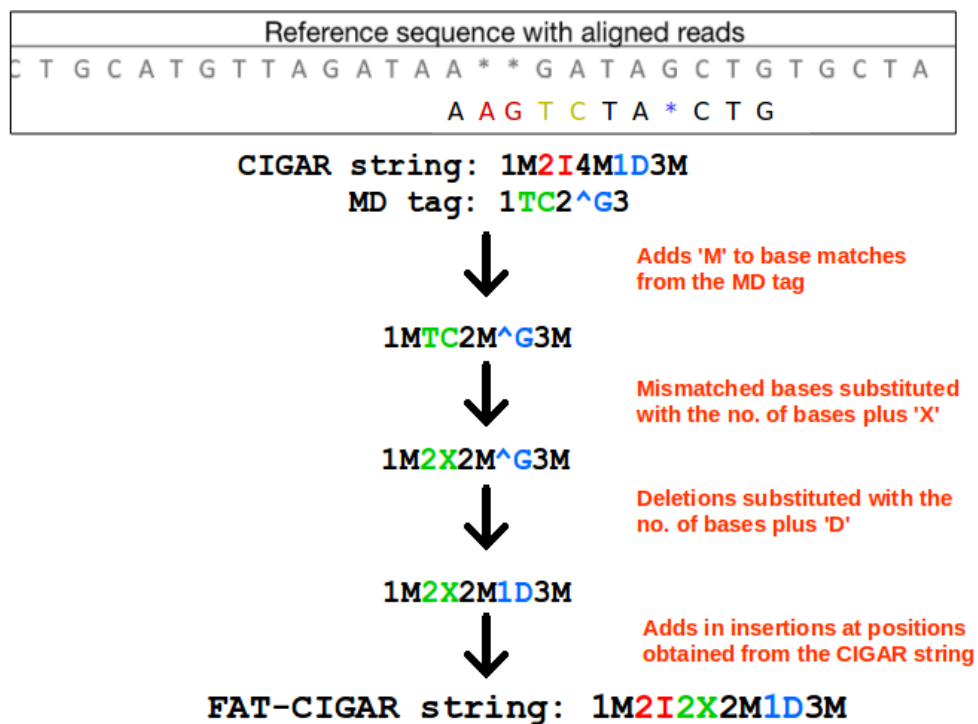 Reference sequence with aligned reads
C T G C A T G T T A G A T A A * * G A T A G C T G T G C T A
A A G T C T A * C T G
CIGAR string: 1M2I4M1D3M
MD tag: 1TC2^G3
Adds 'M' to base matches
from the MD tag
1MTC2M^G3M
Mismatched bases substituted
with the no. of bases plus 'X'
1M2X2M^G3M
Deletions substituted with the
no. of bases plus 'D'
1M2X2M1D3M
Adds in insertions at positions
obtained from the CIGAR string
FAT-CIGAR string: 1M2I2X2M1D3M